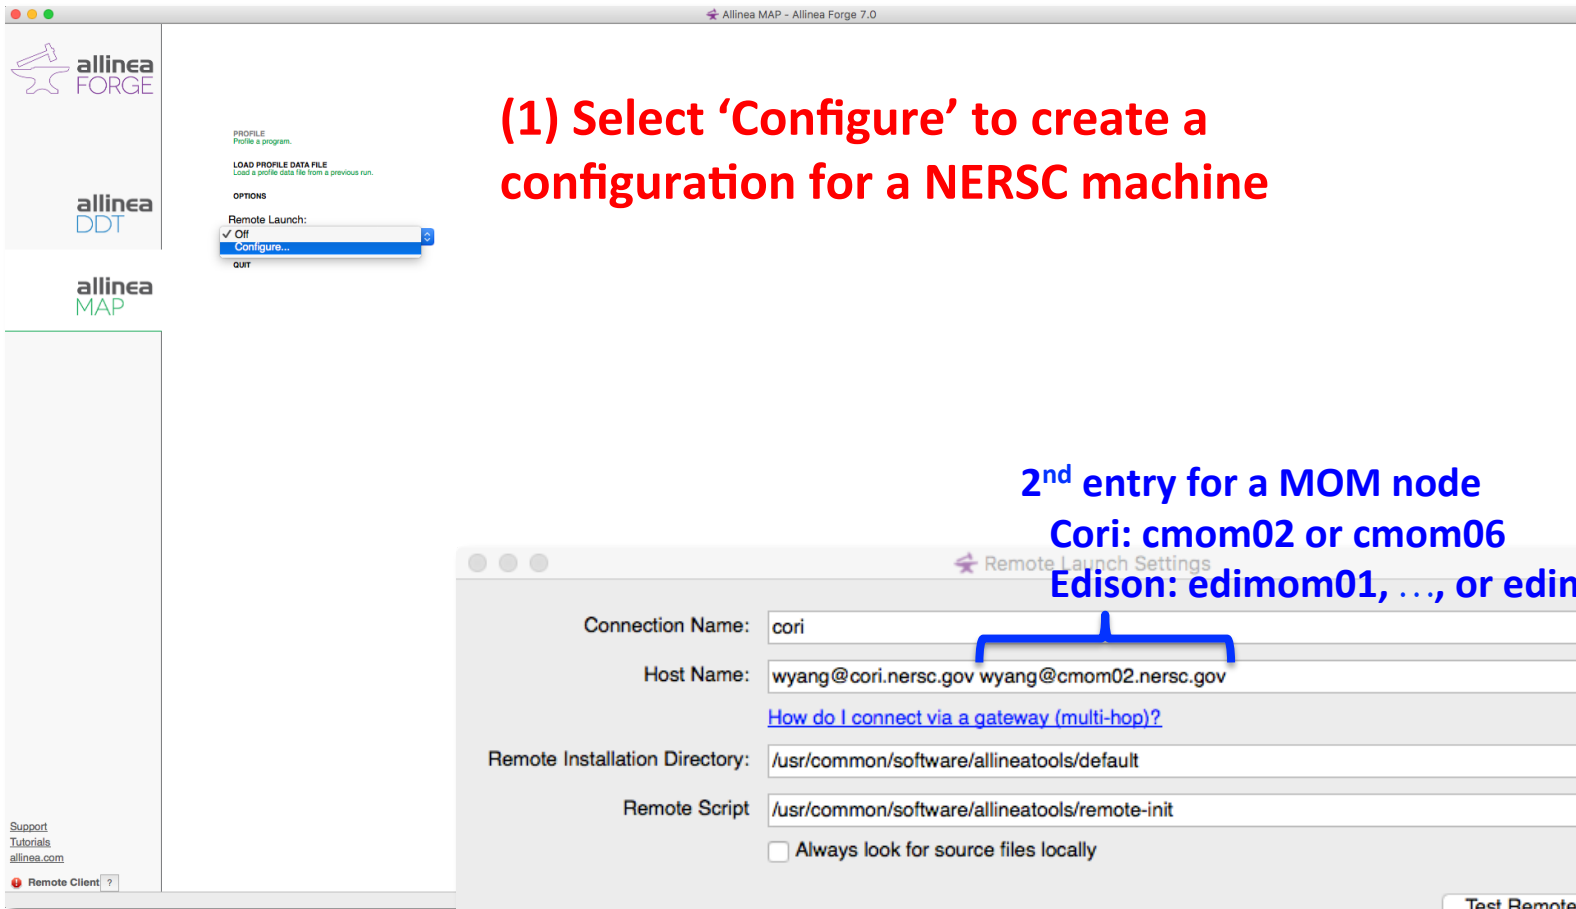 Allinea MAP - Allinea Forge 7.0
allinea
FORGE
(1) Select ‘Configure’ to create a
configuration for a NERSC machine
PROFILE
Profile a program.
LOAD PROFILE DATA FILE
Load a profile data file from a previous run.
OPTIONS
allinea
DDT
Remote Launch:
✓ Off
Configure...
QUIT
allinea
MAP
2nd entry for a MOM node
Cori: cmom02 or cmom06
Remote Launch Settings
Edison: edimom01, ..., or edim
Connection Name: cori
Host Name: wyang@cori.nersc.gov wyang@cmom02.nersc.gov
How do I connect via a gateway (multi-hop)?
Remote Installation Directory: /usr/common/software/allineatools/default
Remote Script /usr/common/software/allineatools/remote-init
Always look for source files locally
Support
Tutorials
allinea.com
Remote Client ?
Test Remote